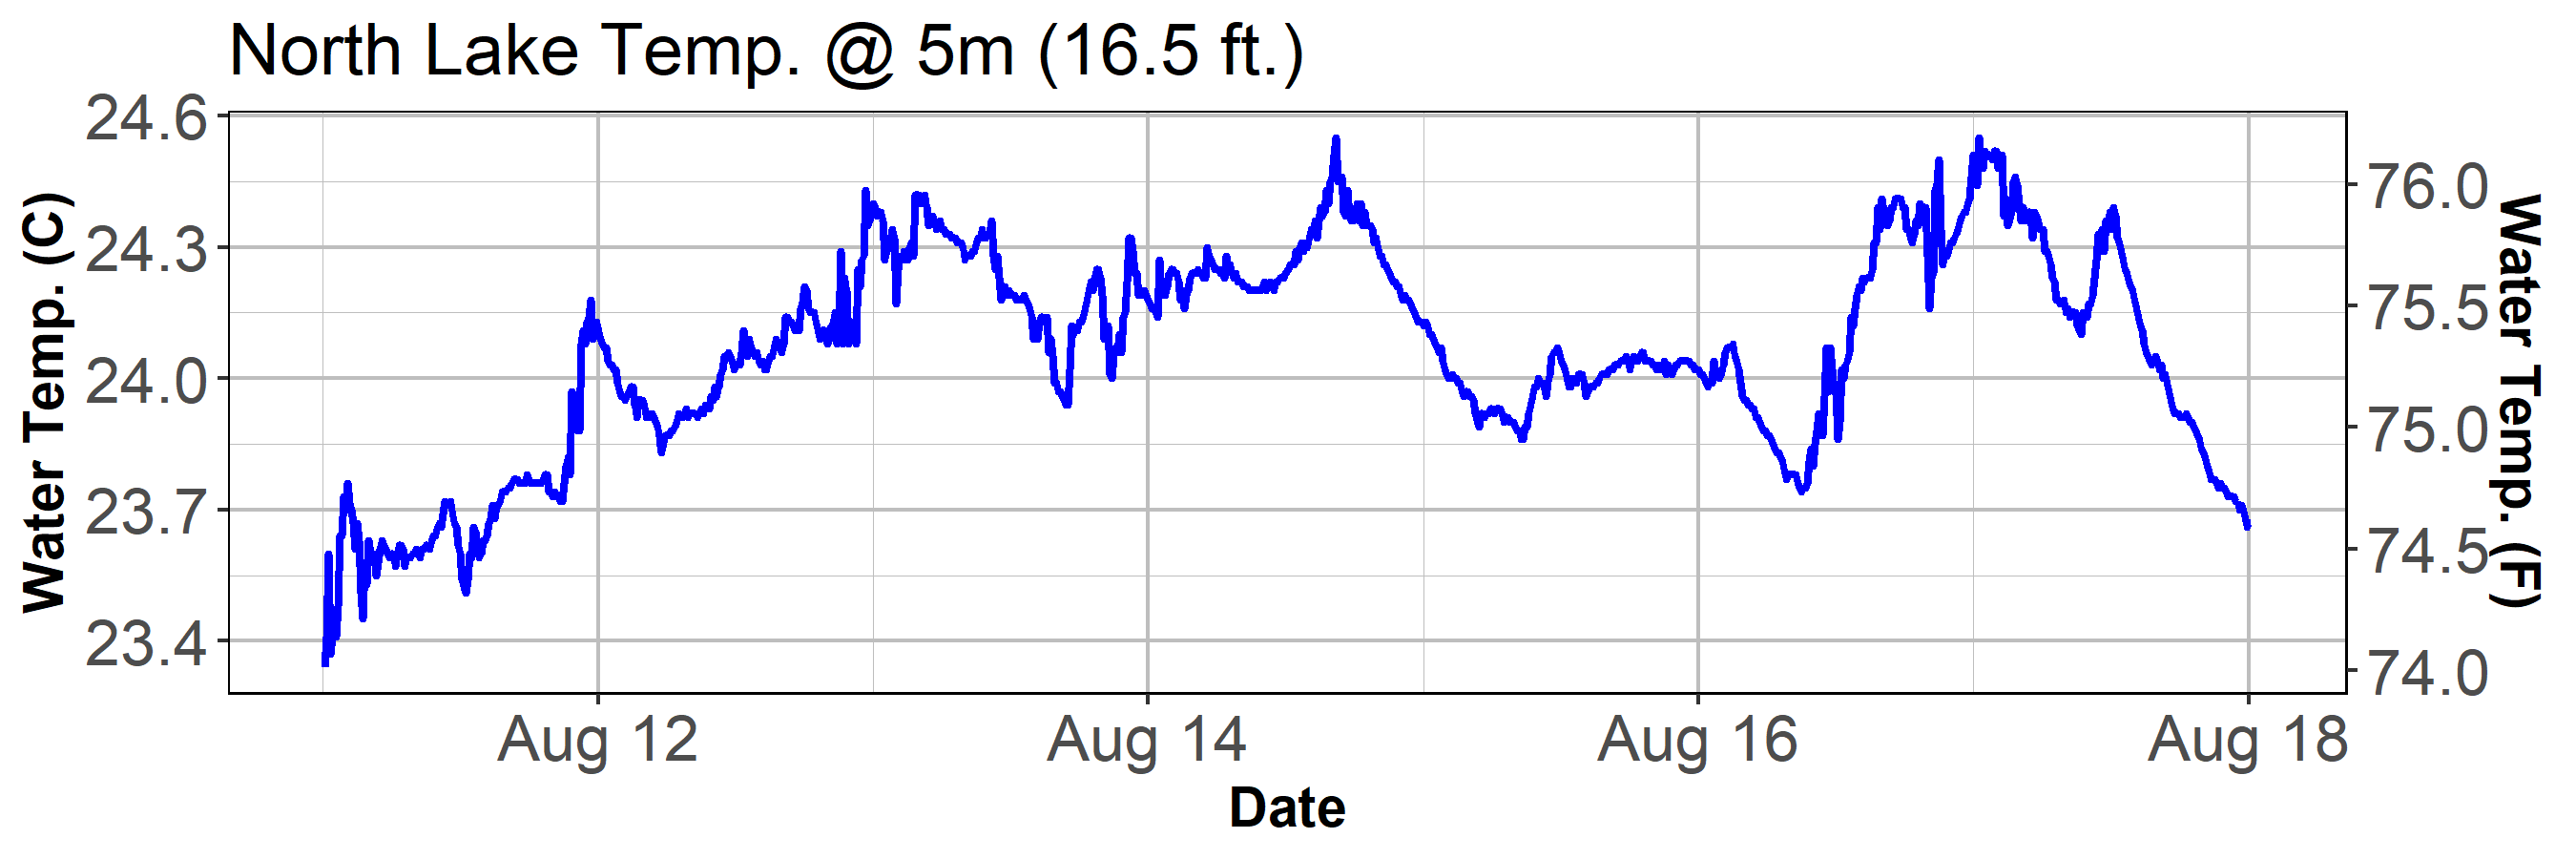 North Lake Temp. @ 5m (16.5 ft.)
Water Temp. (C)
24.6
24.3
24.0
23.7
23.4
76.0
75.5
75.0
74.5
74.0
Water Temp. (F)
Aug 12 Aug 14 Aug 16 Aug 18
Date